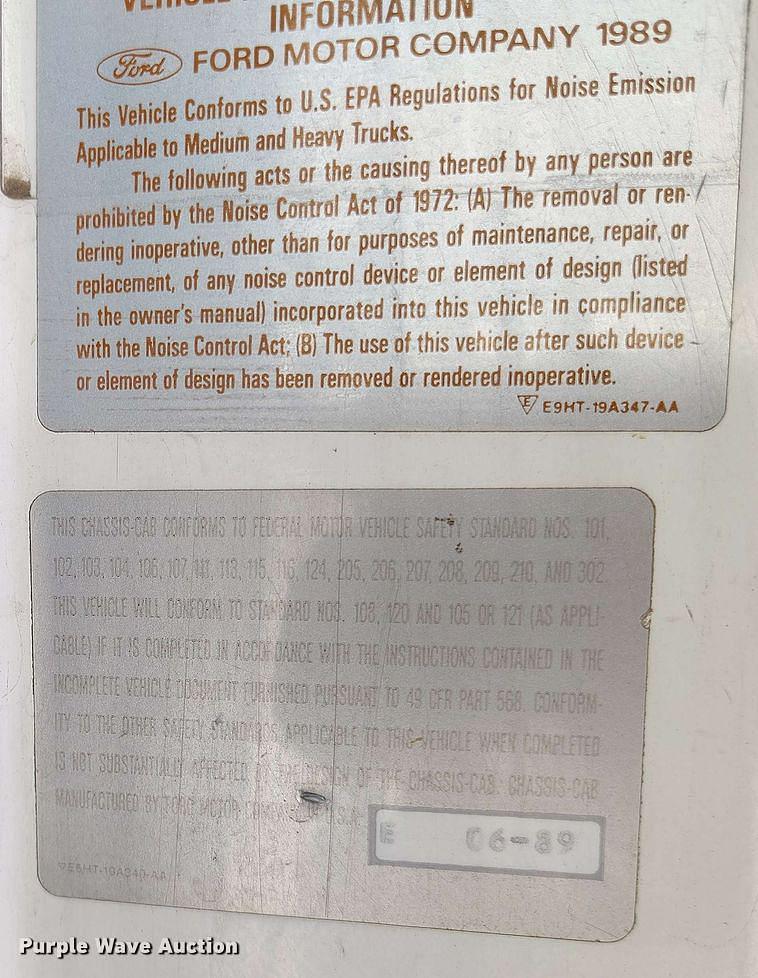 INFORMATION
Ford FORD MOTOR COMPANY 1989
This Vehicle Conforms to U.S. EPA Regulations for Noise Emission
Applicable to Medium and Heavy Trucks.
The following acts or the causing thereof by any person are
prohibited by the Noise Control Act of 1972: (A) The removal or ren-
dering inoperative, other than for purposes of maintenance, repair, or
replacement, of any noise control device or element of design (listed
in the owner's manual) incorporated into this vehicle in compliance
with the Noise Control Act; (B) The use of this vehicle after such device
or element of design has been removed or rendered inoperative.
E E9HT-19A347-AA
THIS CHASSIS-CAB CONFORMS TO FEDERAL MOTOR VEHICLE SAFETY STANDARD NOS. 101,
102, 103, 104, 106, 107, 111, 113, 115, 116, 124, 205, 206, 207, 208, 209, 210, AND 302.
THIS VEHICLE WILL CONFORM TO STANDARD NOS. 108, 120 AND 105 OR 121 (AS APPLI-
CABLE) IF IT IS COMPLETED IN ACCORDANCE WITH THE INSTRUCTIONS CONTAINED IN THE
INCOMPLETE VEHICLE DOCUMENT FURNISHED PURSUANT TO 49 CFR PART 568. CONFORM-
ITY TO THE OTHER SAFETY STANDARDS APPLICABLE TO THIS VEHICLE WHEN COMPLETED
IS NOT SUBSTANTIALLY AFFECTED BY THE DESIGN OF THE CHASSIS-CAB. CHASSIS-CAB
MANUFACTURED BY FORD MOTOR COMPANY IN U.S.A.
E 06-89
Purple Wave Auction